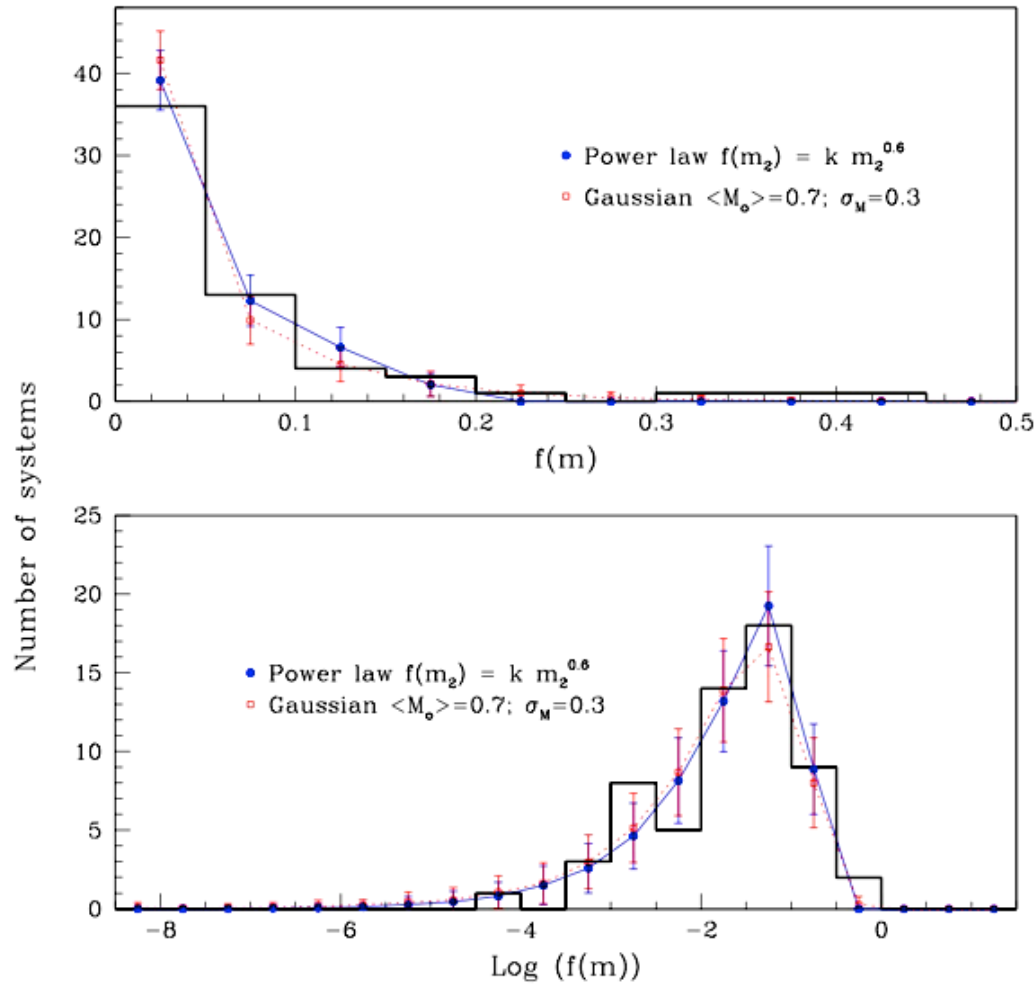 40
30
20
10
0
Power law f(m₂) = k m₂^0.6
Gaussian <Mₒ>=0.7; σ_M=0.3
0 0.1 0.2 0.3 0.4 0.5
f(m)
Number of systems
25
20
15
10
5
0
Power law f(m₂) = k m₂^0.6
Gaussian <Mₒ>=0.7; σ_M=0.3
-8 -6 -4 -2 0
Log (f(m))